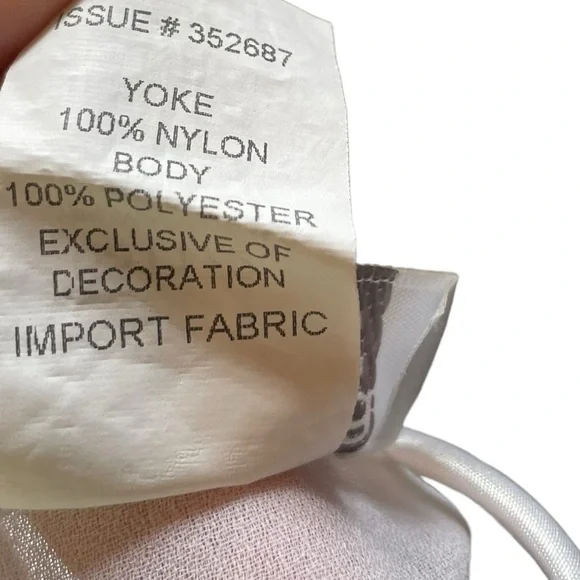 ISSUE # 352687
YOKE
100% NYLON
BODY
100% POLYESTER
EXCLUSIVE OF
DECORATION
IMPORT FABRIC